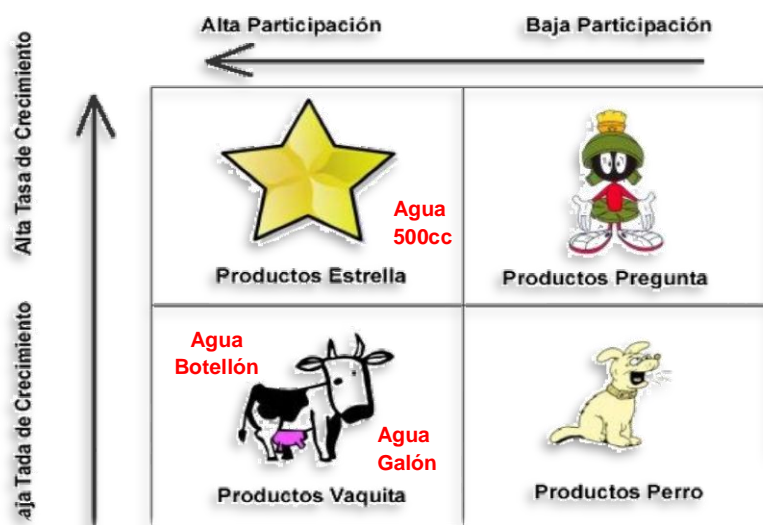 Alta Participación
Baja Participación
Alta Tasa de Crecimiento
Agua
500cc
Productos Estrella
Productos Pregunta
aja Tada de Crecimiento
Agua
Botellón
Agua
Galón
Productos Vaquita
Productos Perro